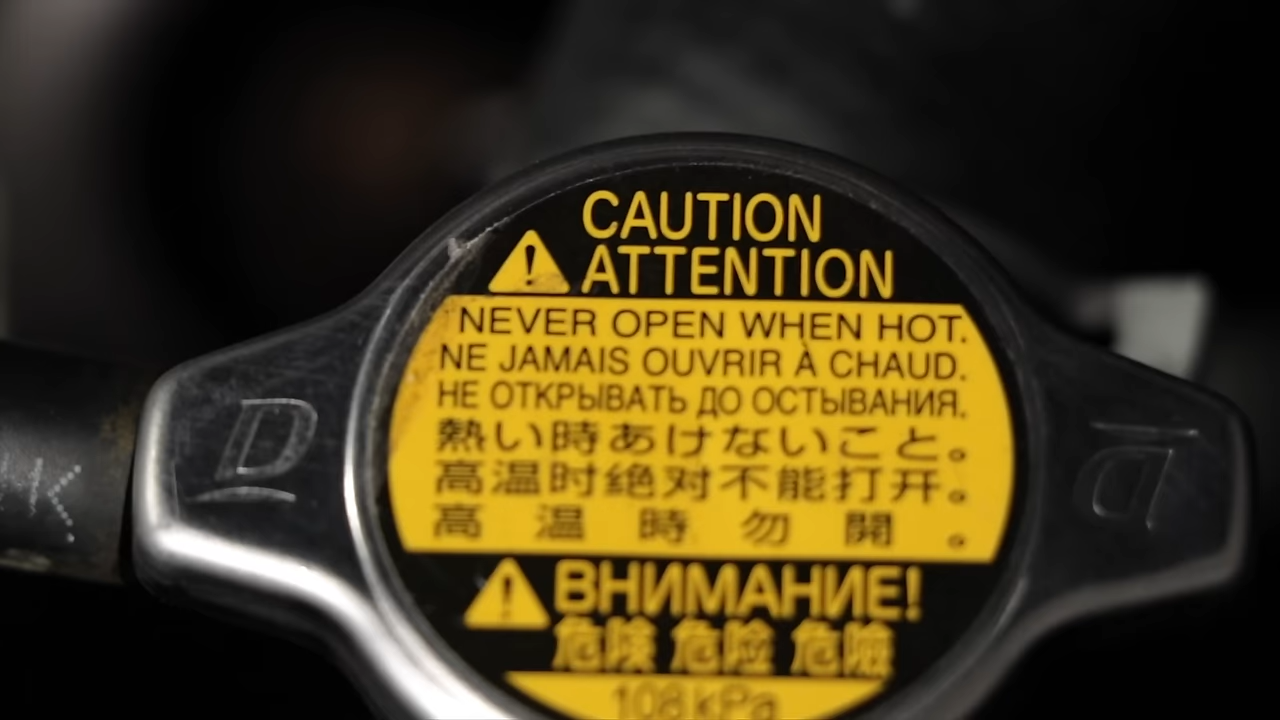 CAUTION
ATTENTION
NEVER OPEN WHEN HOT.
NE JAMAIS OUVRIR À CHAUD.
НЕ ОТКРЫВАТЬ ДО ОСТЫВАНИЯ.
熱い時あけないこと。
高温时绝对不能打开。
高温時勿開。
ВНИМАНИЕ!
危険 危险 危險
108 kPa
D
D
K